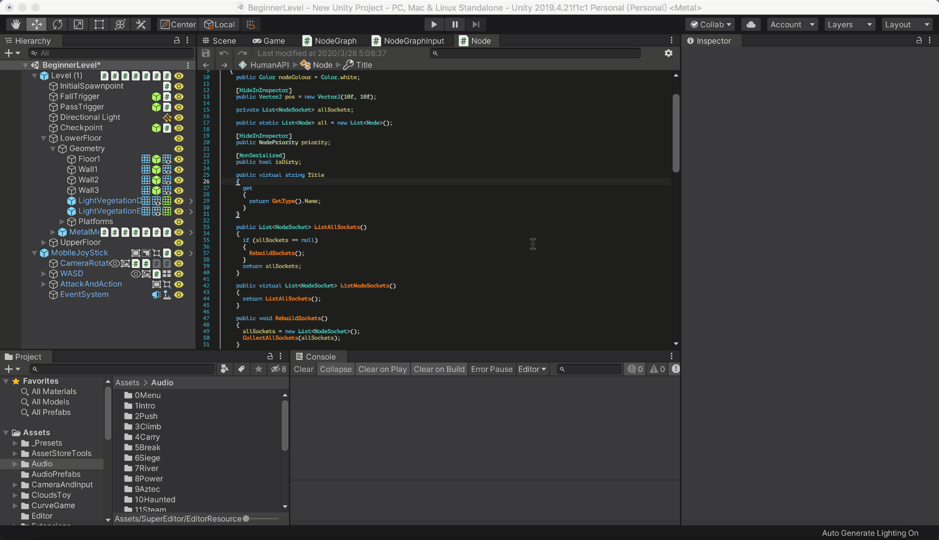 BeginnerLevel - New Unity Project - PC, Mac & Linux Standalone - Unity 2019.4.21f1c1 Personal (Personal) <Metal>
Center Local Collab Account Layers Layout
Hierarchy Scene Game NodeGraph NodeGraphInput Node Inspector
Last modified at 2020/3/28 5:08:37
HumanAPI Node Title
BeginnerLevel*
Level (1)
InitialSpawnpoint
FallTrigger
PassTrigger
Directional Light
Checkpoint
LowerFloor
Geometry
Floor1
Wall1
Wall2
Wall3
LightVegetation
LightVegetation
Platforms
UpperFloor
MobileJoyStick
CameraRotat
WASD
AttackAndAction
EventSystem
10 public Color nodeColour = Color.white;
11
12 [HideInInspector]
13 public Vector2 pos = new Vector2(10f, 10f);
14
15 private List<NodeSocket> allSockets;
16
17 public static List<Node> all = new List<Node>();
18
19 [HideInInspector]
20 public NodePriority priority;
21
22 [NonSerialized]
23 public bool isDirty;
24
25 public virtual string Title
26 {
27 get
28 {
29 return GetType().Name;
30 }
31 }
32
33 public List<NodeSocket> ListAllSockets()
34 {
35 if (allSockets == null)
36 {
37 RebuildSockets();
38 }
39 return allSockets;
40 }
41
42 public virtual List<NodeSocket> ListNodeSockets()
43 {
44 return ListAllSockets();
45 }
46
47 public void RebuildSockets()
48 {
49 allSockets = new List<NodeSocket>();
50 CollectAllSockets(allSockets);
51 }
Project
8
Favorites
All Materials
All Models
All Prefabs
Assets
_Presets
AssetStoreTools
Audio
AudioPrefabs
CameraAndInput
CloudsToy
CurveGame
Editor
Assets > Audio
0Menu
1Intro
2Push
3Climb
4Carry
5Break
6Siege
7River
8Power
9Aztec
10Haunted
11Steam
Assets/SuperEditor/EditorResource
Console
Clear Collapse Clear on Play Clear on Build Error Pause Editor 0 0
Auto Generate Lighting On